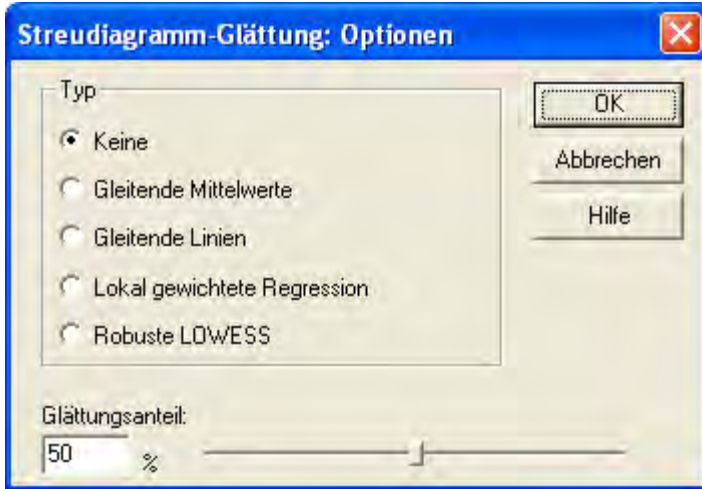 Streudiagramm-Glättung: Optionen
Typ
Keine
Gleitende Mittelwerte
Gleitende Linien
Lokal gewichtete Regression
Robuste LOWESS
OK
Abbrechen
Hilfe
Glättungsanteil:
50 %